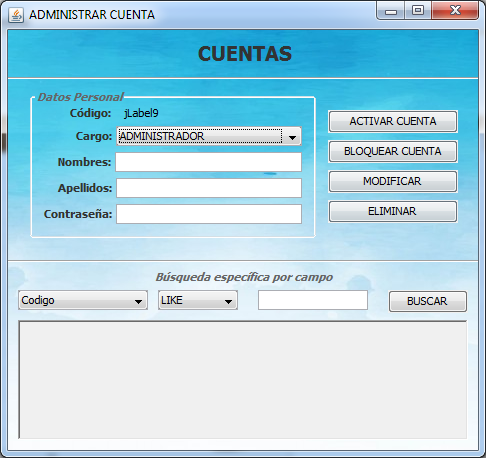 ADMINISTRAR CUENTA
CUENTAS
Datos Personal
Código: jLabel9
Cargo: ADMINISTRADOR
Nombres:
Apellidos:
Contraseña:
ACTIVAR CUENTA
BLOQUEAR CUENTA
MODIFICAR
ELIMINAR
Búsqueda específica por campo
Codigo LIKE BUSCAR